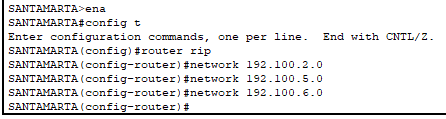 SANTAMARTA>ena
SANTAMARTA#config t
Enter configuration commands, one per line.  End with CNTL/Z.
SANTAMARTA(config)#router rip
SANTAMARTA(config-router)#network 192.100.2.0
SANTAMARTA(config-router)#network 192.100.5.0
SANTAMARTA(config-router)#network 192.100.6.0
SANTAMARTA(config-router)#